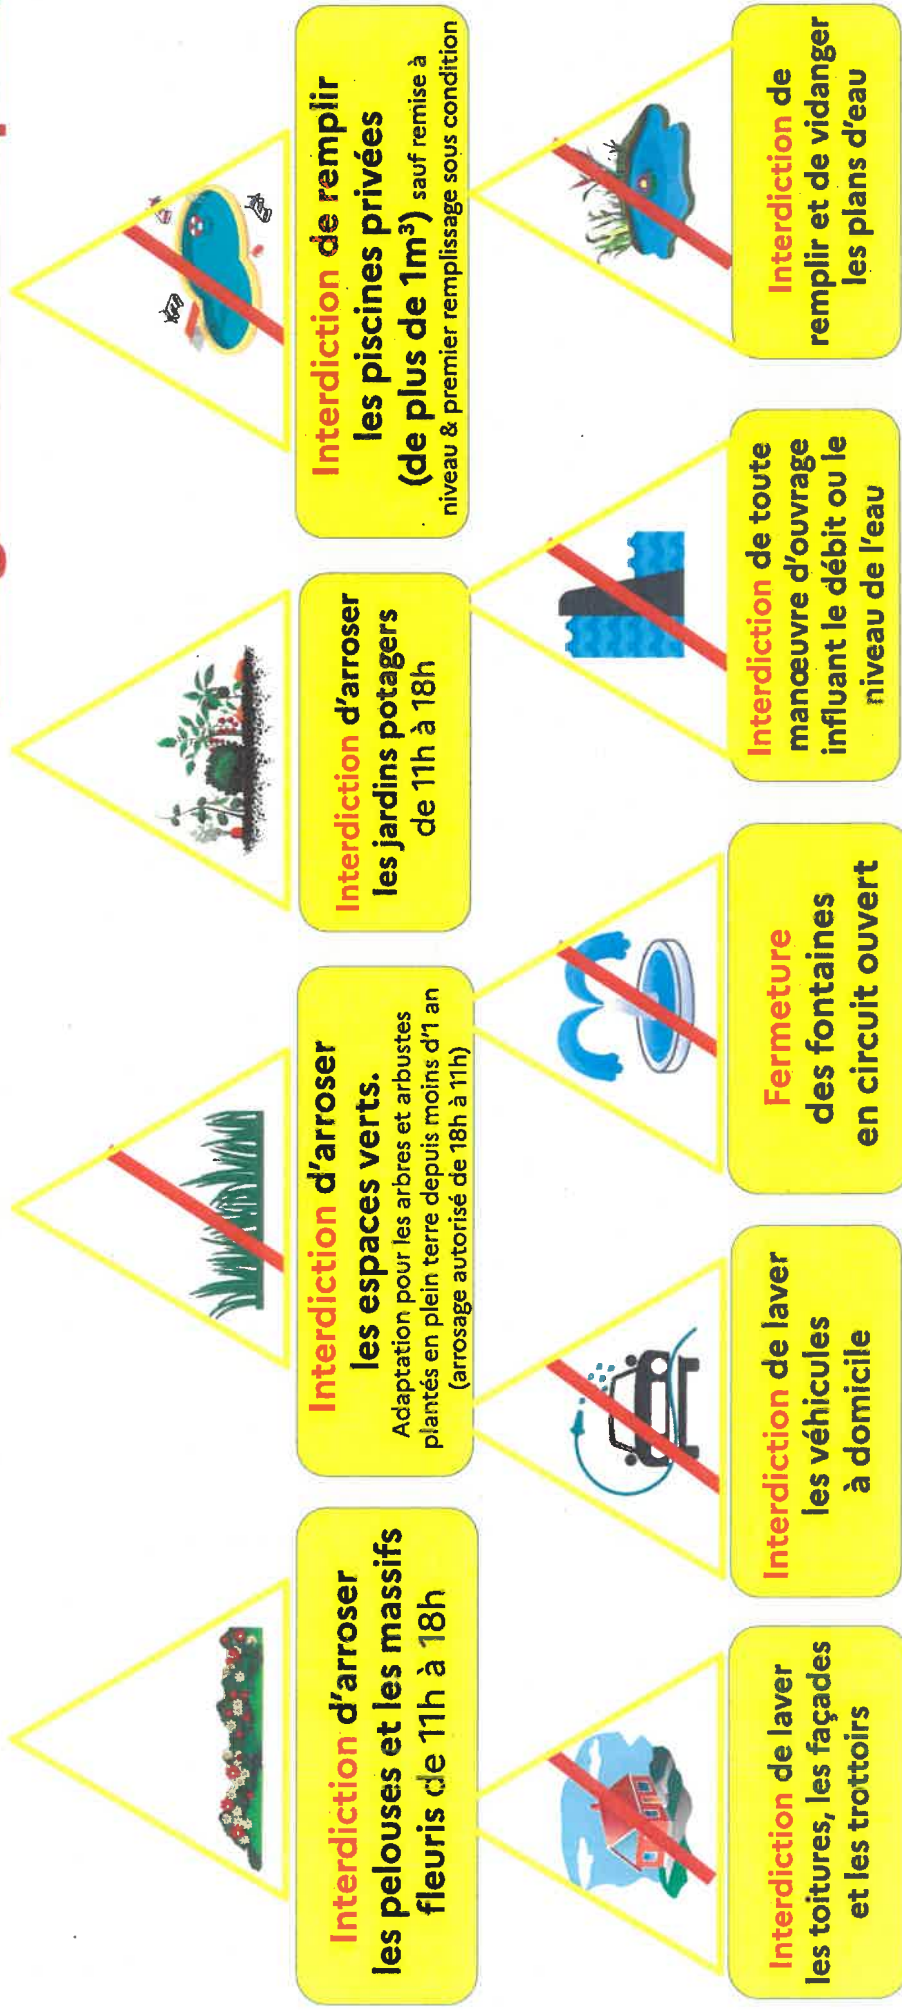 Interdiction d'arroser
les pelouses et les massifs
fleuris de 11h à 18h
Interdiction d'arroser
les espaces verts.
Adaptation pour les arbres et arbustes
plantés en plein terre depuis moins d'1 an
(arrosage autorisé de 18h à 11h)
Interdiction d'arroser
les jardins potagers
de 11h à 18h
Interdiction de remplir
les piscines privées
(de plus de 1m³) sauf remise à
niveau & premier remplissage sous condition
Interdiction de laver
les toitures, les façades
et les trottoirs
Interdiction de laver
les véhicules
à domicile
Fermeture
des fontaines
en circuit ouvert
Interdiction de toute
manœuvre d'ouvrage
influant le débit ou le
niveau de l'eau
Interdiction de
remplir et de vidanger
les plans d'eau